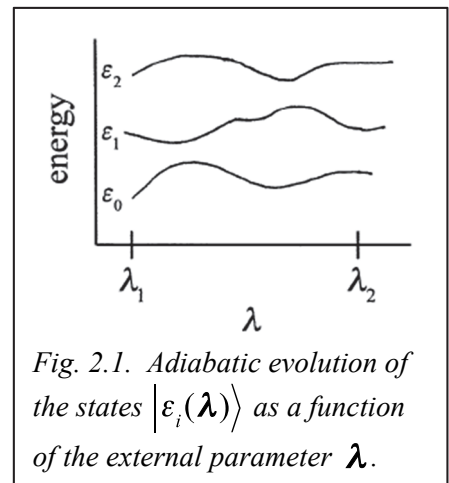 ε₂
ε₁
ε₀
energy
λ₁ λ₂
λ
Fig. 2.1. Adiabatic evolution of
the states |εᵢ(λ)⟩ as a function
of the external parameter λ.